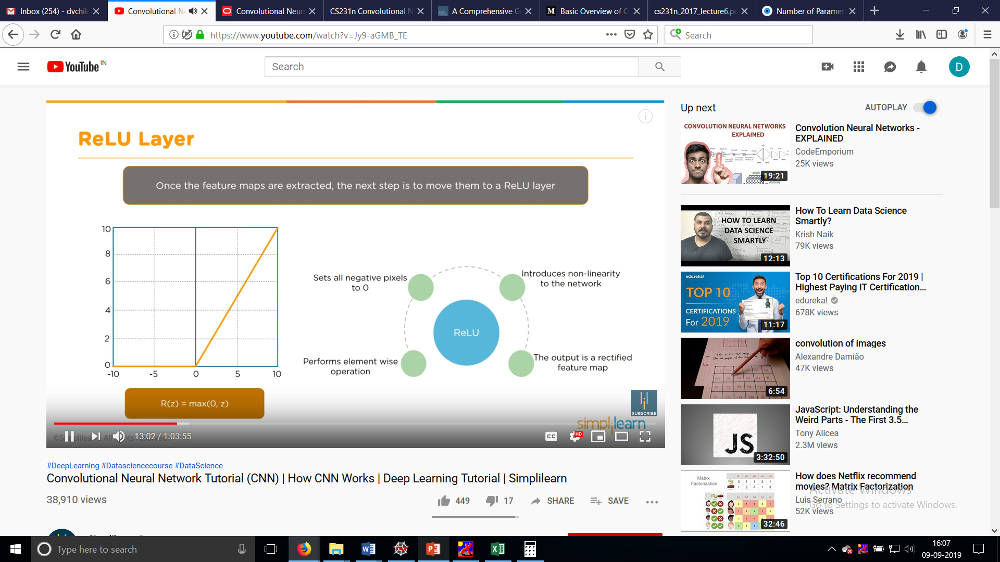 Inbox (254) - dvchik
Convolutional Ne
Convolutional Neura
CS231n Convolutional N
A Comprehensive G
Basic Overview of C
cs231n_2017_lecture6.pd
Number of Paramet
https://www.youtube.com/watch?v=Jy9-aGMB_TE
Search
YouTube IN
Search
D
ReLU Layer
Once the feature maps are extracted, the next step is to move them to a ReLU layer
10
8
6
4
2
0
-10 -5 0 5 10
R(z) = max(0, z)
Sets all negative pixels
to 0
Introduces non-linearity
to the network
ReLU
Performs element wise
operation
The output is a rectified
feature map
SUBSCRIBE
simplilearn
13:02 / 1:03:55
CC
HD
#DeepLearning #Datasciencecourse #DataScience
Convolutional Neural Network Tutorial (CNN) | How CNN Works | Deep Learning Tutorial | Simplilearn
38,910 views
449 17 SHARE SAVE
Up next
AUTOPLAY
CONVOLUTION NEURAL NETWORKS
EXPLAINED
19:21
Convolution Neural Networks -
EXPLAINED
CodeEmporium
25K views
HOW TO LEARN
DATA SCIENCE
SMARTLY
12:13
How To Learn Data Science
Smartly?
Krish Naik
79K views
edureka!
TOP 10
CERTIFICATIONS
For 2019
11:17
Top 10 Certifications For 2019 |
Highest Paying IT Certification...
edureka!
678K views
6:54
convolution of images
Alexandre Damião
47K views
JS
3:32:50
JavaScript: Understanding the
Weird Parts - The First 3.5...
Tony Alicea
2.3M views
Matrix
Factorization
32:46
How does Netflix recommend
movies? Matrix Factorization
Luis Serrano
52K views
Activate Windows
Go to Settings to activate Windows.
Type here to search
16:07
09-09-2019